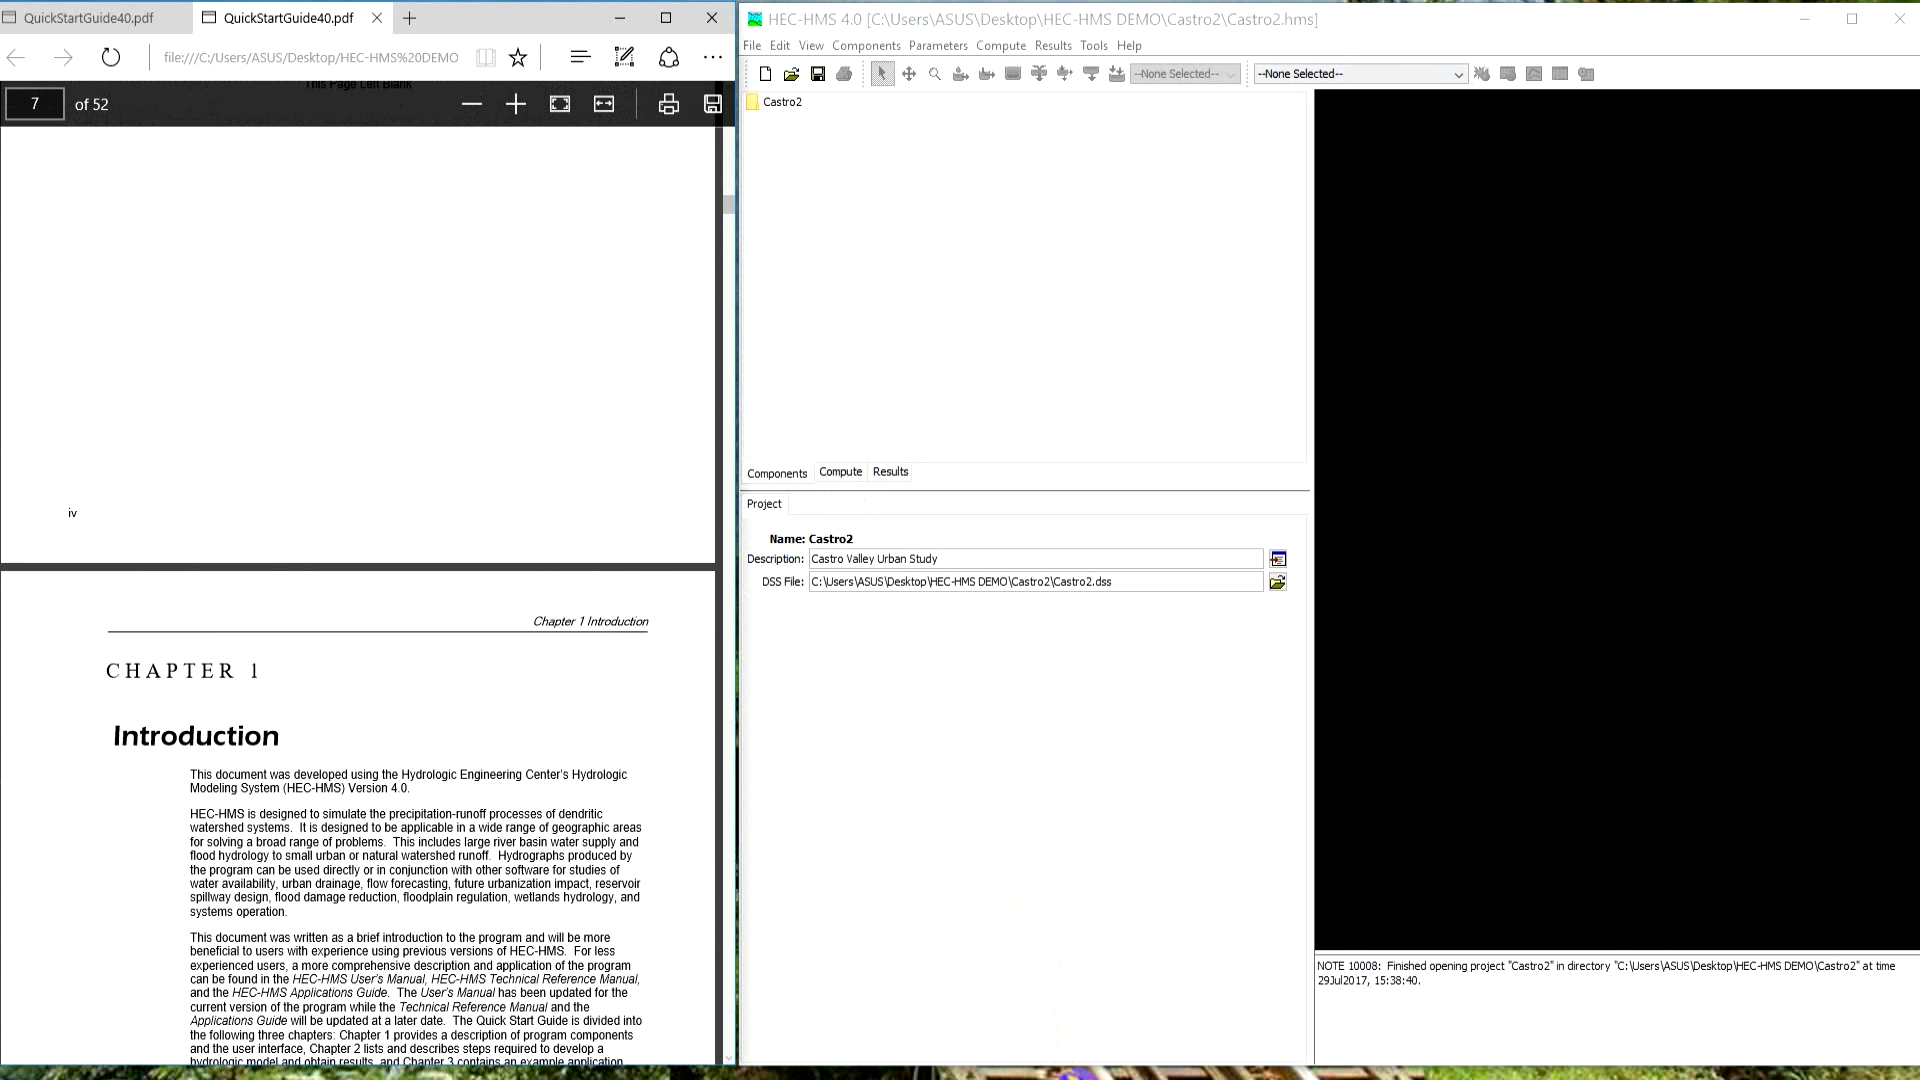 QuickStartGuide40.pdf
QuickStartGuide40.pdf
file:///C:/Users/ASUS/Desktop/HEC-HMS%20DEMO
This Page Left Blank
7 of 52
iv
Chapter 1 Introduction
CHAPTER 1
Introduction
This document was developed using the Hydrologic Engineering Center's Hydrologic
Modeling System (HEC-HMS) Version 4.0.
HEC-HMS is designed to simulate the precipitation-runoff processes of dendritic
watershed systems. It is designed to be applicable in a wide range of geographic areas
for solving a broad range of problems. This includes large river basin water supply and
flood hydrology to small urban or natural watershed runoff. Hydrographs produced by
the program can be used directly or in conjunction with other software for studies of
water availability, urban drainage, flow forecasting, future urbanization impact, reservoir
spillway design, flood damage reduction, floodplain regulation, wetlands hydrology, and
systems operation.
This document was written as a brief introduction to the program and will be more
beneficial to users with experience using previous versions of HEC-HMS. For less
experienced users, a more comprehensive description and application of the program
can be found in the HEC-HMS User's Manual, HEC-HMS Technical Reference Manual,
and the HEC-HMS Applications Guide. The User's Manual has been updated for the
current version of the program while the Technical Reference Manual and the
Applications Guide will be updated at a later date. The Quick Start Guide is divided into
the following three chapters: Chapter 1 provides a description of program components
and the user interface, Chapter 2 lists and describes steps required to develop a
hydrologic model and obtain results, and Chapter 3 contains an example application
HEC-HMS 4.0 [C:\Users\ASUS\Desktop\HEC-HMS DEMO\Castro2\Castro2.hms]
File Edit View Components Parameters Compute Results Tools Help
--None Selected-- --None Selected--
Castro2
Components Compute Results
Project
Name: Castro2
Description: Castro Valley Urban Study
DSS File: C:\Users\ASUS\Desktop\HEC-HMS DEMO\Castro2\Castro2.dss
NOTE 10008: Finished opening project "Castro2" in directory "C:\Users\ASUS\Desktop\HEC-HMS DEMO\Castro2" at time
29Jul2017, 15:38:40.